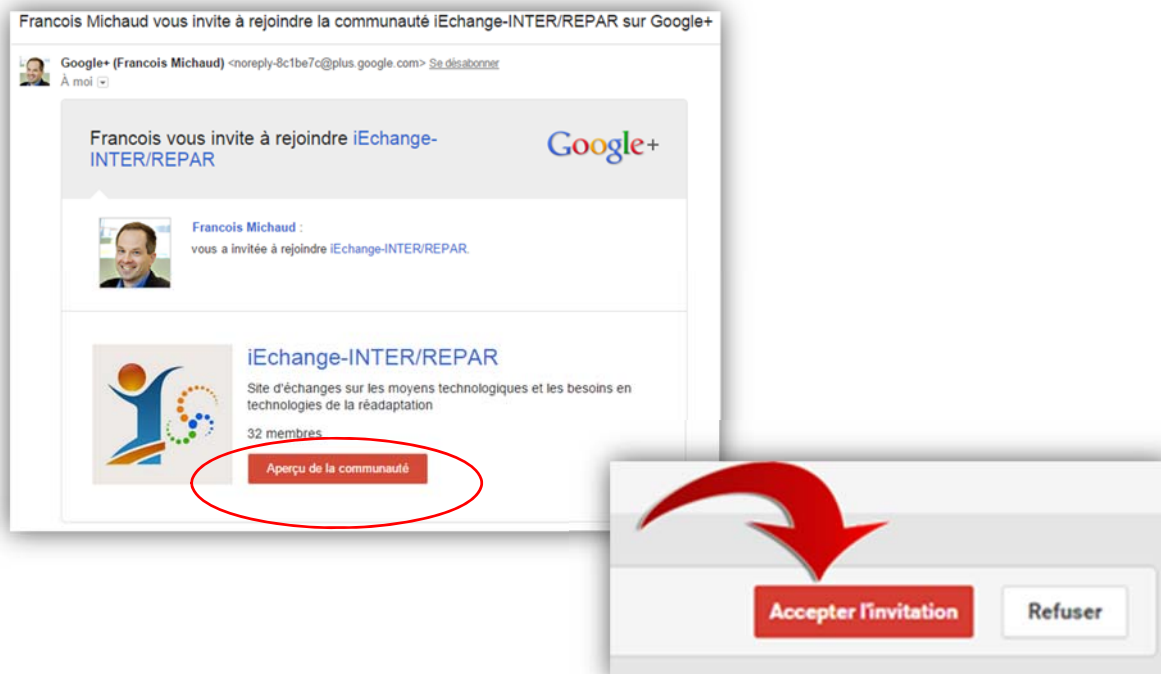 Francois Michaud vous invite à rejoindre la communauté iEchange-INTER/REPAR sur Google+
Google+ (Francois Michaud) <noreply-8c1be7c@plus.google.com> Se désabonner
À moi
Francois vous invite à rejoindre iEchange-
INTER/REPAR
Google+
Francois Michaud :
vous a invitée à rejoindre iEchange-INTER/REPAR.
iEchange-INTER/REPAR
Site d'échanges sur les moyens technologiques et les besoins en
technologies de la réadaptation
32 membres
Aperçu de la communauté
Accepter l'invitation
Refuser